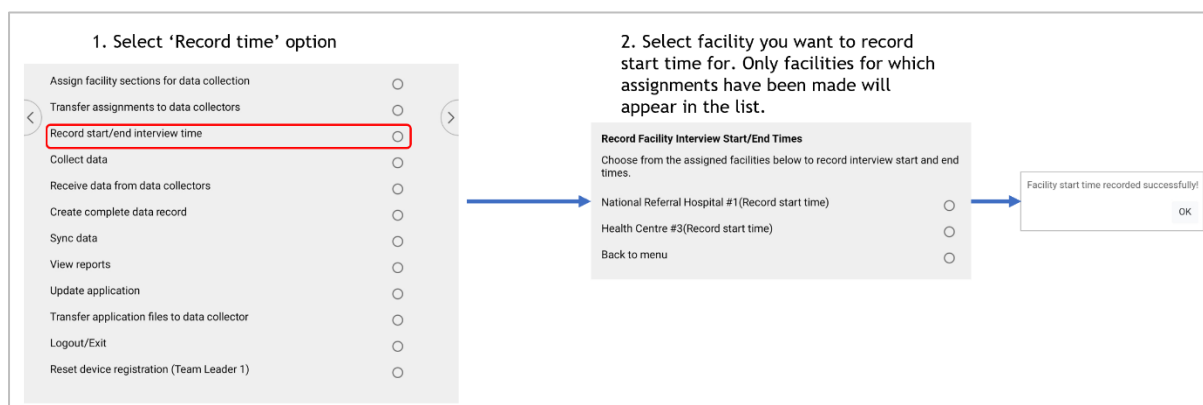 1. Select ‘Record time’ option
Assign facility sections for data collection
Transfer assignments to data collectors
Record start/end interview time
Collect data
Receive data from data collectors
Create complete data record
Sync data
View reports
Update application
Transfer application files to data collector
Logout/Exit
Reset device registration (Team Leader 1)
2. Select facility you want to record
start time for. Only facilities for which
assignments have been made will
appear in the list.
Record Facility Interview Start/End Times
Choose from the assigned facilities below to record interview start and end
times.
National Referral Hospital #1(Record start time)
Health Centre #3(Record start time)
Back to menu
Facility start time recorded successfully!
OK